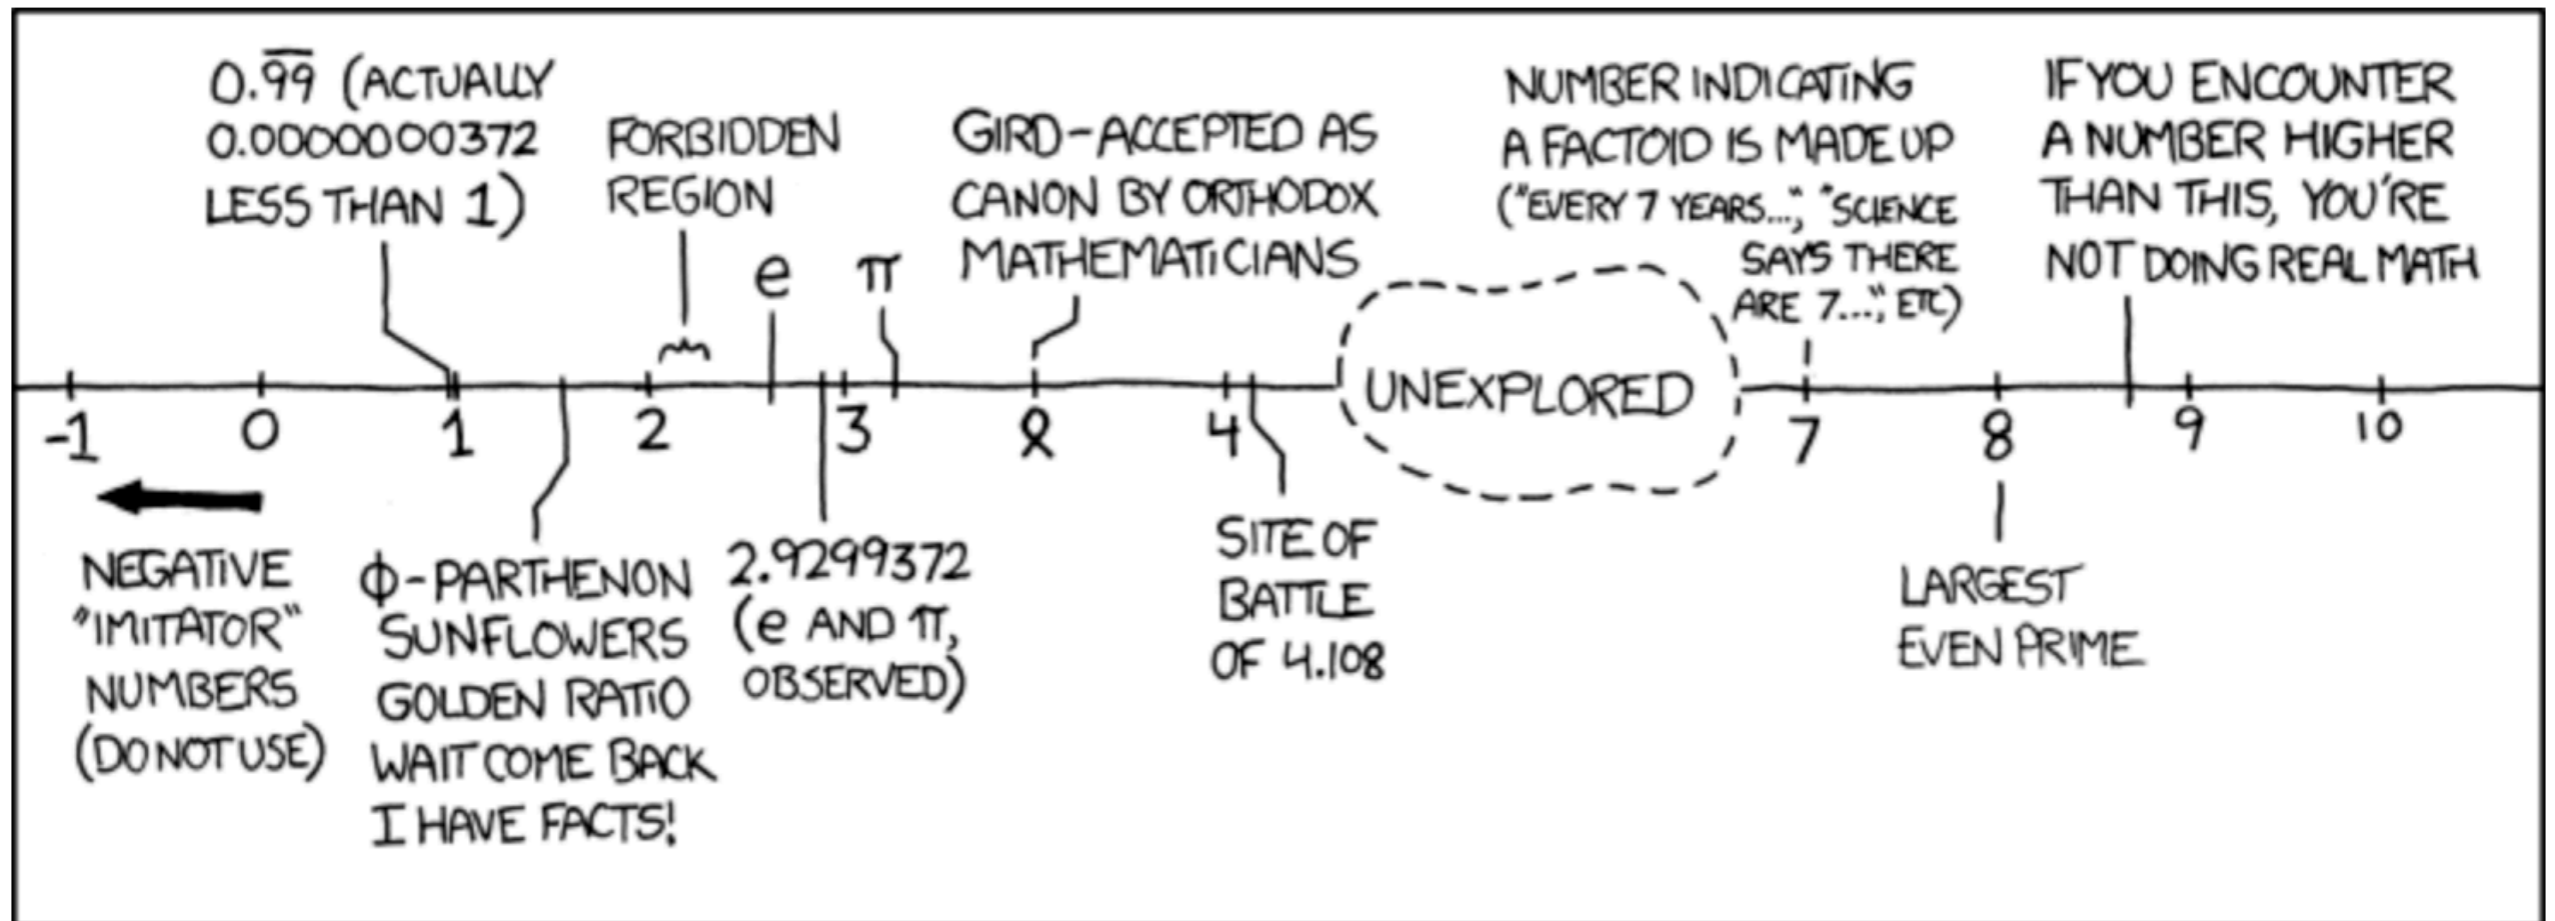 0.9̅9̅ (ACTUALLY
0.0000000372
LESS THAN 1)
FORBIDDEN
REGION
e
π
GIRD-ACCEPTED AS
CANON BY ORTHODOX
MATHEMATICIANS
NUMBER INDICATING
A FACTOID IS MADE UP
("EVERY 7 YEARS...", "SCIENCE
SAYS THERE
ARE 7...", ETC)
IF YOU ENCOUNTER
A NUMBER HIGHER
THAN THIS, YOU'RE
NOT DOING REAL MATH
UNEXPLORED
-1 0 1 2 3 ꎙ 4 7 8 9 10
NEGATIVE
"IMITATOR"
NUMBERS
(DO NOT USE)
Φ-PARTHENON
SUNFLOWERS
GOLDEN RATIO
WAIT COME BACK
I HAVE FACTS!
2.9299372
(e AND π,
OBSERVED)
SITE OF
BATTLE
OF 4.108
LARGEST
EVEN PRIME